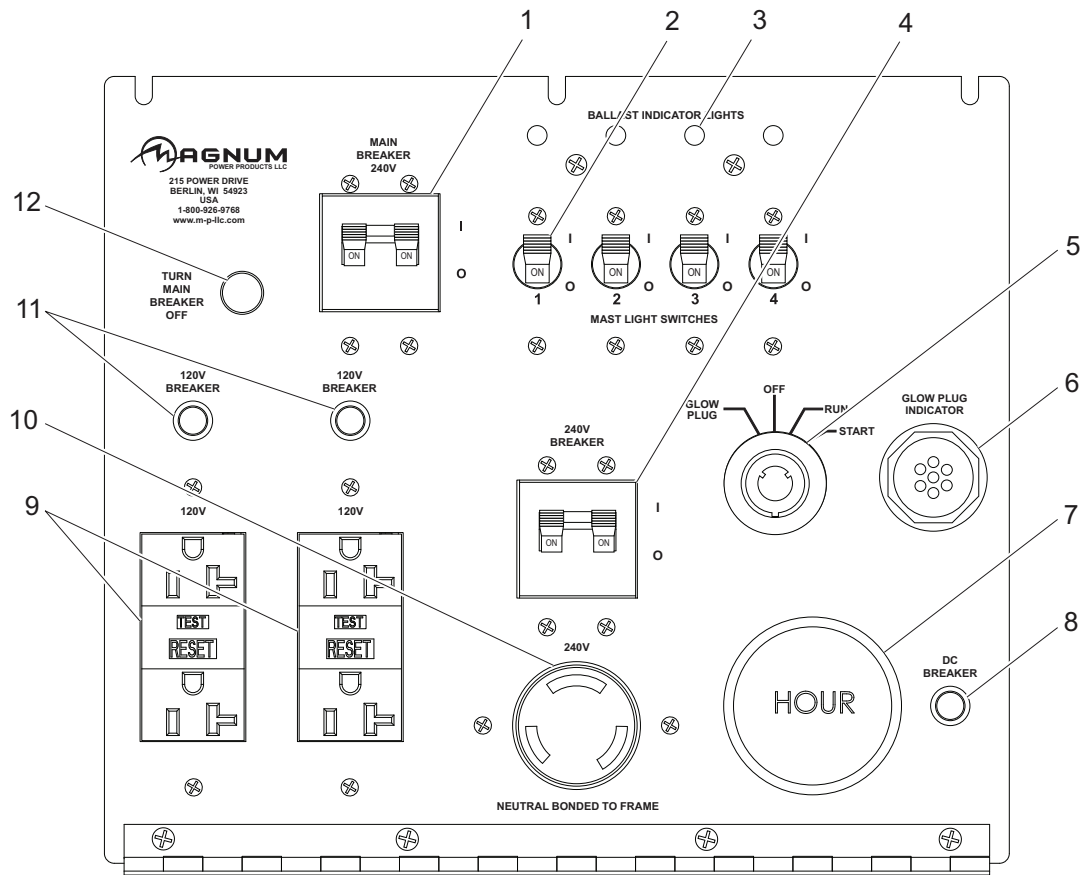 1
2
3
4
BALLAST INDICATOR LIGHTS
MAGNUM
POWER PRODUCTS LLC
215 POWER DRIVE
BERLIN, WI 54923
USA
1-800-926-9768
www.m-p-llc.com
MAIN
BREAKER
240V
I
O
ON
ON
I
O
ON
1
I
O
ON
2
I
O
ON
3
I
O
ON
4
MAST LIGHT SWITCHES
12
TURN
MAIN
BREAKER
OFF
11
120V
BREAKER
120V
BREAKER
5
GLOW
PLUG
OFF
RUN
START
6
GLOW PLUG
INDICATOR
10
240V
BREAKER
I
O
ON
ON
9
120V
120V
TEST
RESET
TEST
RESET
7
HOUR
8
DC
BREAKER
240V
NEUTRAL BONDED TO FRAME